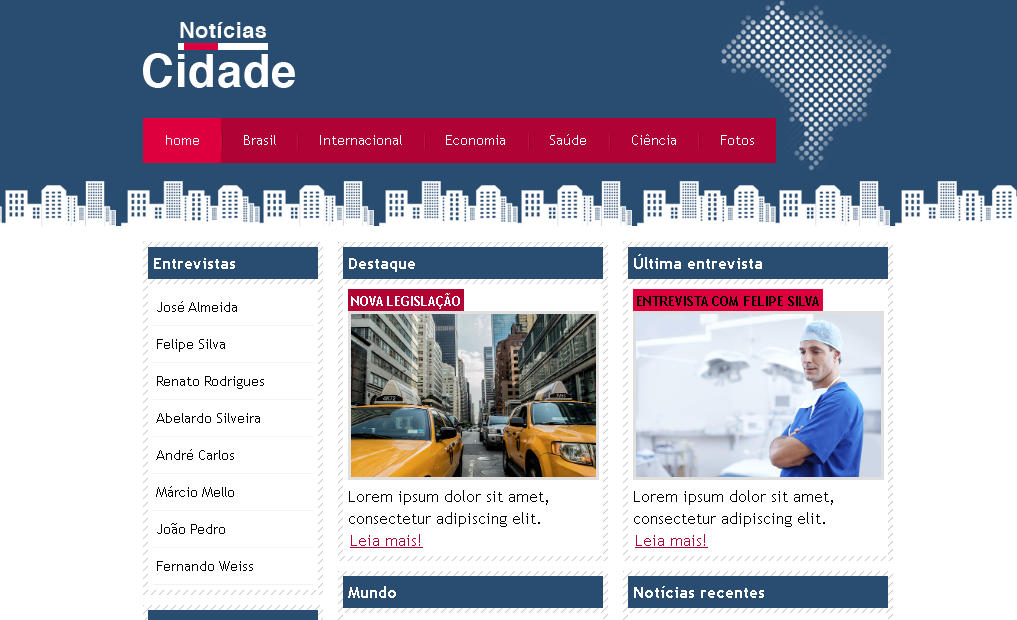 Notícias
Cidade
home
Brasil
Internacional
Economia
Saúde
Ciência
Fotos
Entrevistas
José Almeida
Felipe Silva
Renato Rodrigues
Abelardo Silveira
André Carlos
Márcio Mello
João Pedro
Fernando Weiss
Destaque
NOVA LEGISLAÇÃO
Lorem ipsum dolor sit amet,
consectetur adipiscing elit.
Leia mais!
Mundo
Última entrevista
ENTREVISTA COM FELIPE SILVA
Lorem ipsum dolor sit amet,
consectetur adipiscing elit.
Leia mais!
Notícias recentes